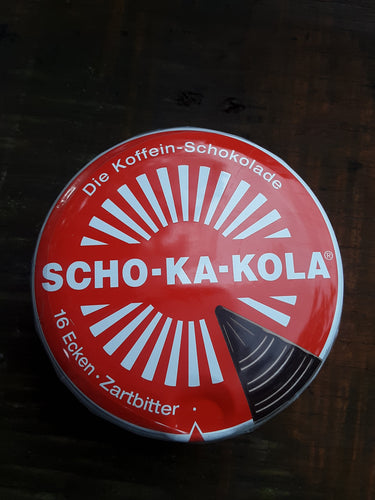 Die Koffein-Schokolade
SCHO-KA-KOLA®
16 Ecken · Zartbitter ·